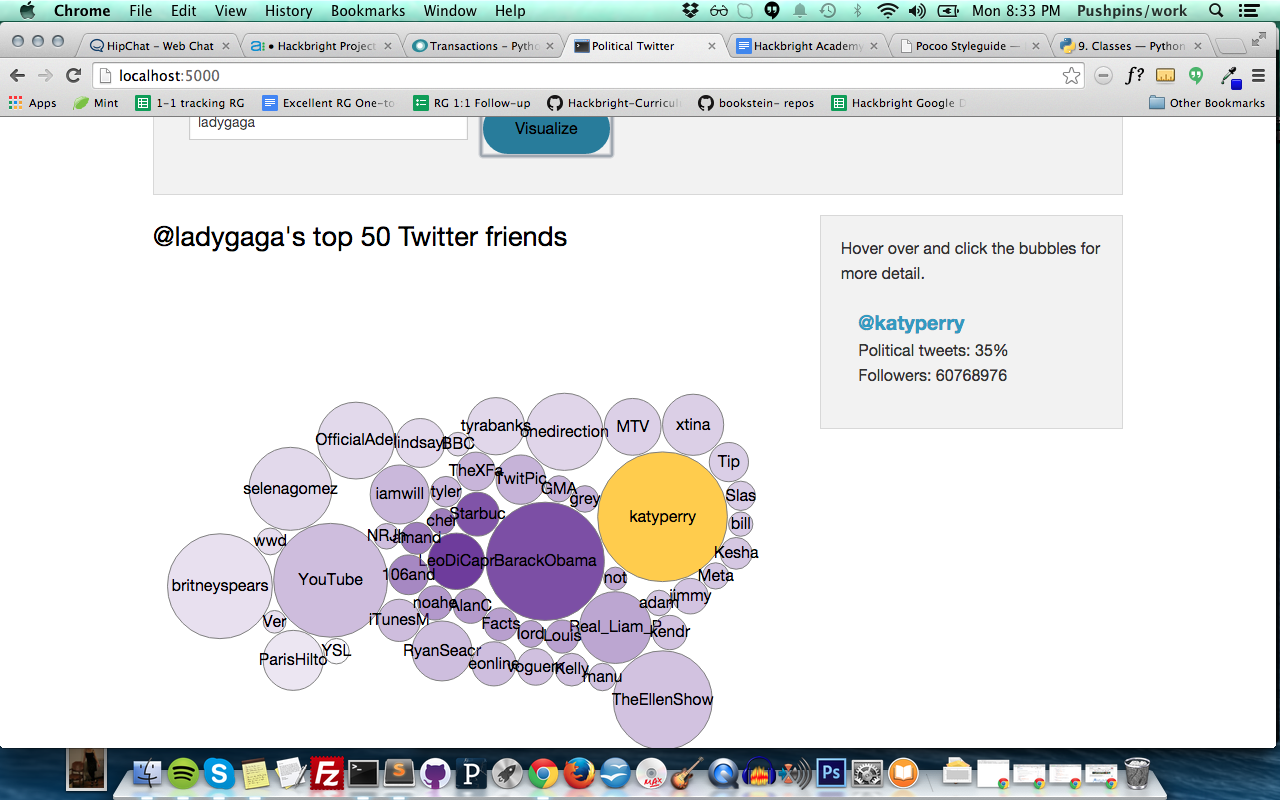 Chrome File Edit View History Bookmarks Window Help Mon 8:33 PM Pushpins/work
HipChat - Web Chat
• Hackbright Project
Transactions — Pytho
Political Twitter
Hackbright Academy
Pocoo Styleguide —
9. Classes — Python
localhost:5000
f?
Apps Mint 1-1 tracking RG Excellent RG One-to RG 1:1 Follow-up Hackbright-Curricul bookstein- repos Hackbright Google D Other Bookmarks
ladygaga
Visualize
@ladygaga's top 50 Twitter friends
Hover over and click the bubbles for
more detail.
@katyperry
Political tweets: 35%
Followers: 60768976
tyrabanks
onedirection
MTV
xtina
OfficialAdel
lindsayl
BBC
Tip
TheXFa
TwitPic
GMA
grey
selenagomez
iamwill
tyler
Slas
katyperry
Starbuc
cher
bill
NRJh
amand
wwd
Kesha
LeoDiCapr
BarackObama
106and
not
Meta
YouTube
britneyspears
jimmy
noahe
AlanC
adam
iTunesM
Facts
lord
Louis
Real_Liam_P
kendr
Ver
YSL
ParisHilto
RyanSeacr
eonline
voguem
Kelly
manu
TheEllenShow
Fz
S
P
MAX
Ps